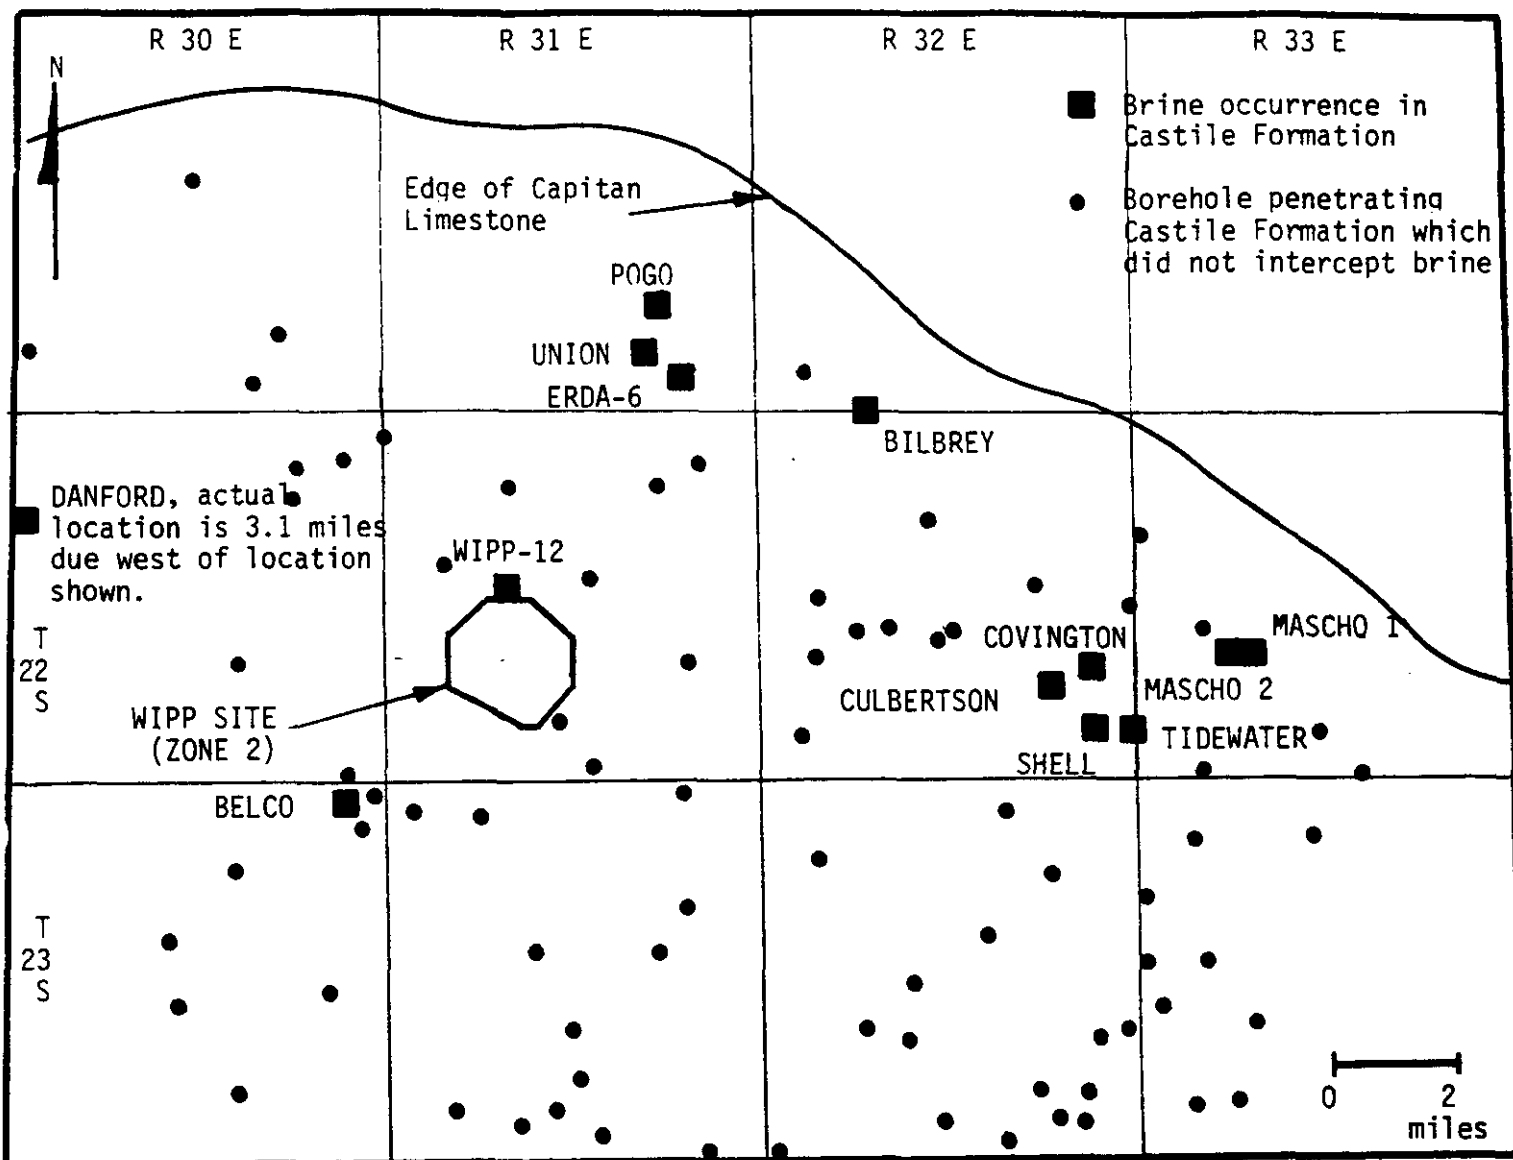 R 30 E
R 31 E
R 32 E
R 33 E
N
Brine occurrence in
Castile Formation
Borehole penetrating
Castile Formation which
did not intercept brine
Edge of Capitan
Limestone
POGO
UNION
ERDA-6
BILBREY
DANFORD, actual
location is 3.1 miles
due west of location
shown.
WIPP-12
T
22
S
COVINGTON
MASCHO 1
CULBERTSON
MASCHO 2
WIPP SITE
(ZONE 2)
TIDEWATER
SHELL
BELCO
T
23
S
0 2
miles